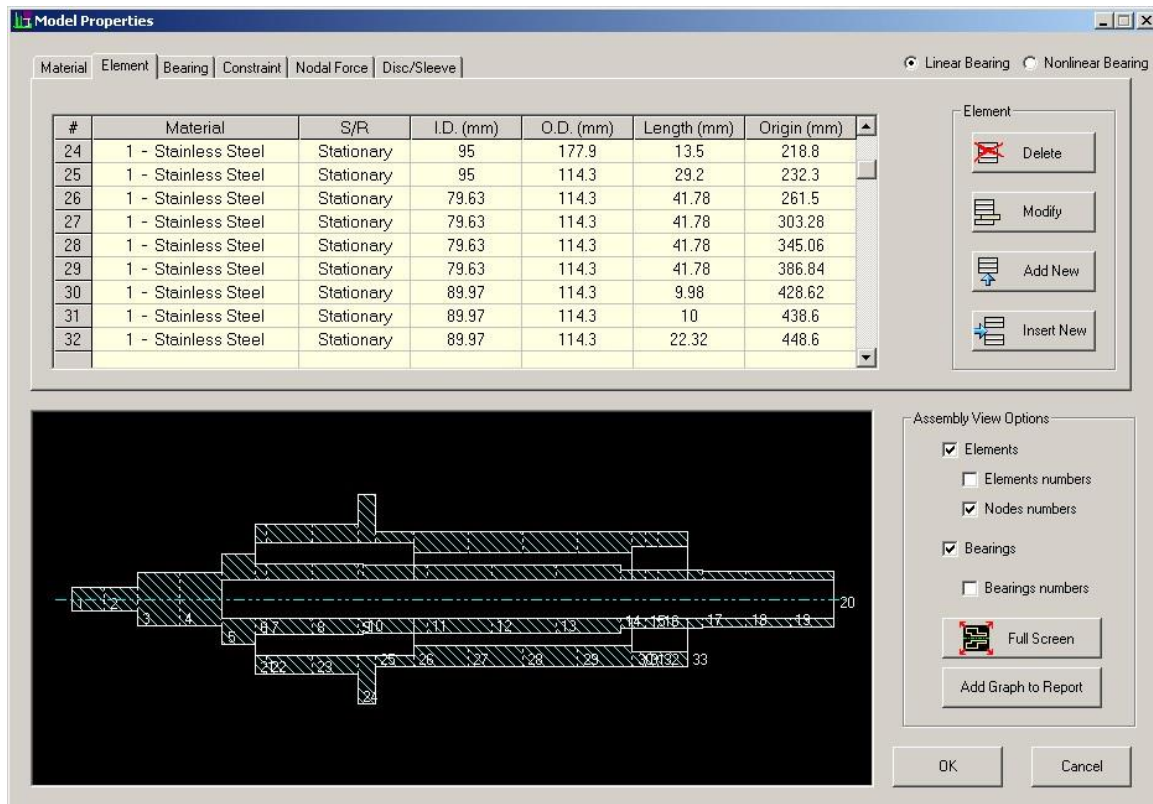 Model Properties
Material Element Bearing Constraint Nodal Force Disc/Sleeve Linear Bearing Nonlinear Bearing
# Material S/R I.D. (mm) O.D. (mm) Length (mm) Origin (mm)
24 1 - Stainless Steel Stationary 95 177.9 13.5 218.8
25 1 - Stainless Steel Stationary 95 114.3 29.2 232.3
26 1 - Stainless Steel Stationary 79.63 114.3 41.78 261.5
27 1 - Stainless Steel Stationary 79.63 114.3 41.78 303.28
28 1 - Stainless Steel Stationary 79.63 114.3 41.78 345.06
29 1 - Stainless Steel Stationary 79.63 114.3 41.78 386.84
30 1 - Stainless Steel Stationary 89.97 114.3 9.98 428.62
31 1 - Stainless Steel Stationary 89.97 114.3 10 438.6
32 1 - Stainless Steel Stationary 89.97 114.3 22.32 448.6
Element
Delete
Modify
Add New
Insert New
1 2 3 4 5 6 7 8 10 11 12 13 14 15 16 17 18 19 20
22 23 24 25 26 27 28 29 32 33
Assembly View Options
Elements
Elements numbers
Nodes numbers
Bearings
Bearings numbers
Full Screen
Add Graph to Report
OK Cancel